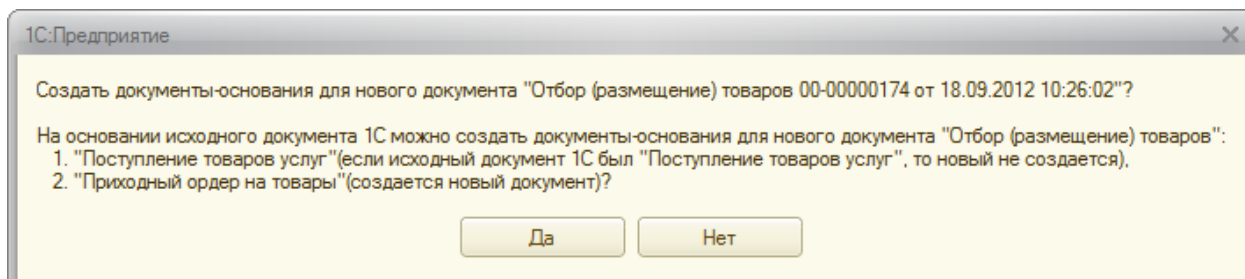 1С:Предприятие
Создать документы-основания для нового документа "Отбор (размещение) товаров 00-00000174 от 18.09.2012 10:26:02"?
На основании исходного документа 1С можно создать документы-основания для нового документа "Отбор (размещение) товаров":
1. "Поступление товаров услуг"(если исходный документ 1С был "Поступление товаров услуг", то новый не создается),
2. "Приходный ордер на товары"(создается новый документ)?
Да Нет